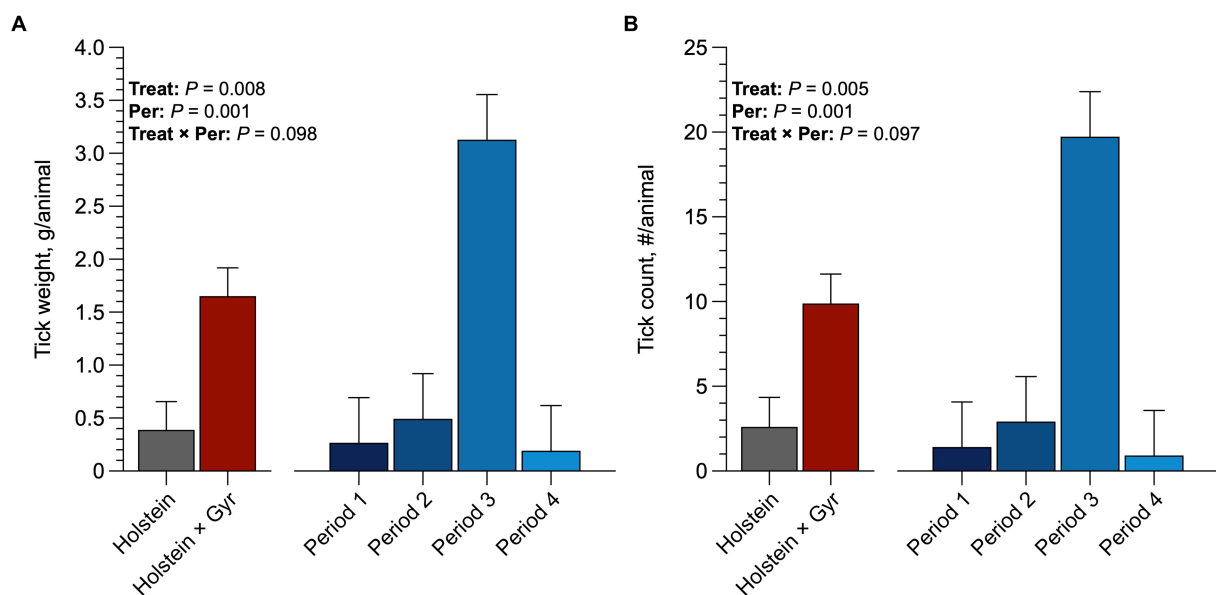 A
Tick weight, g/animal
4.0
3.5
3.0
2.5
2.0
1.5
1.0
0.5
0
Treat: P = 0.008
Per: P = 0.001
Treat × Per: P = 0.098
Holstein
Holstein × Gyr
Period 1
Period 2
Period 3
Period 4
B
Tick count, #/animal
25
20
15
10
5
0
Treat: P = 0.005
Per: P = 0.001
Treat × Per: P = 0.097
Holstein
Holstein × Gyr
Period 1
Period 2
Period 3
Period 4